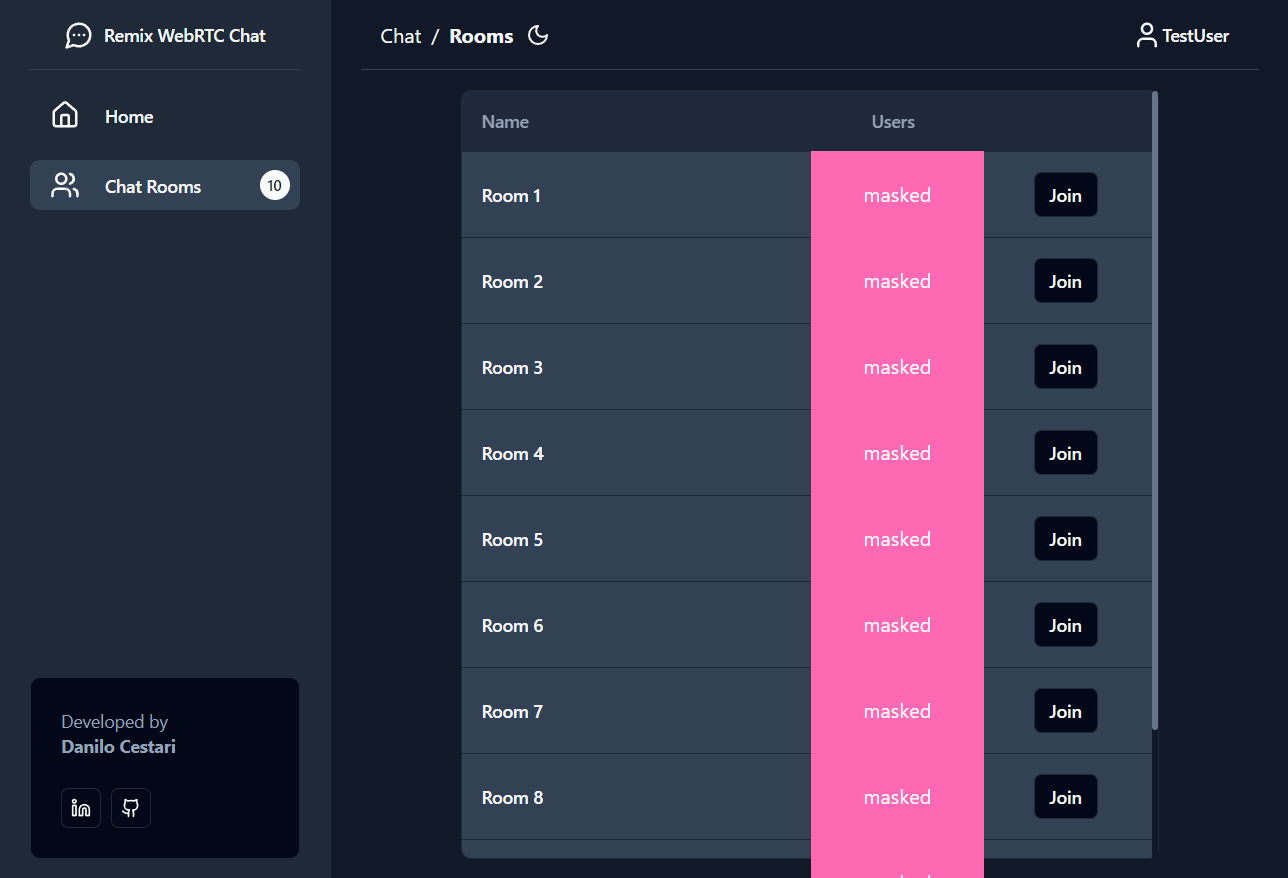 Remix WebRTC Chat
Chat / Rooms
TestUser
Home
Chat Rooms 10
Name Users
Room 1 masked Join
Room 2 masked Join
Room 3 masked Join
Room 4 masked Join
Room 5 masked Join
Room 6 masked Join
Room 7 masked Join
Room 8 masked Join
Developed by
Danilo Cestari
in